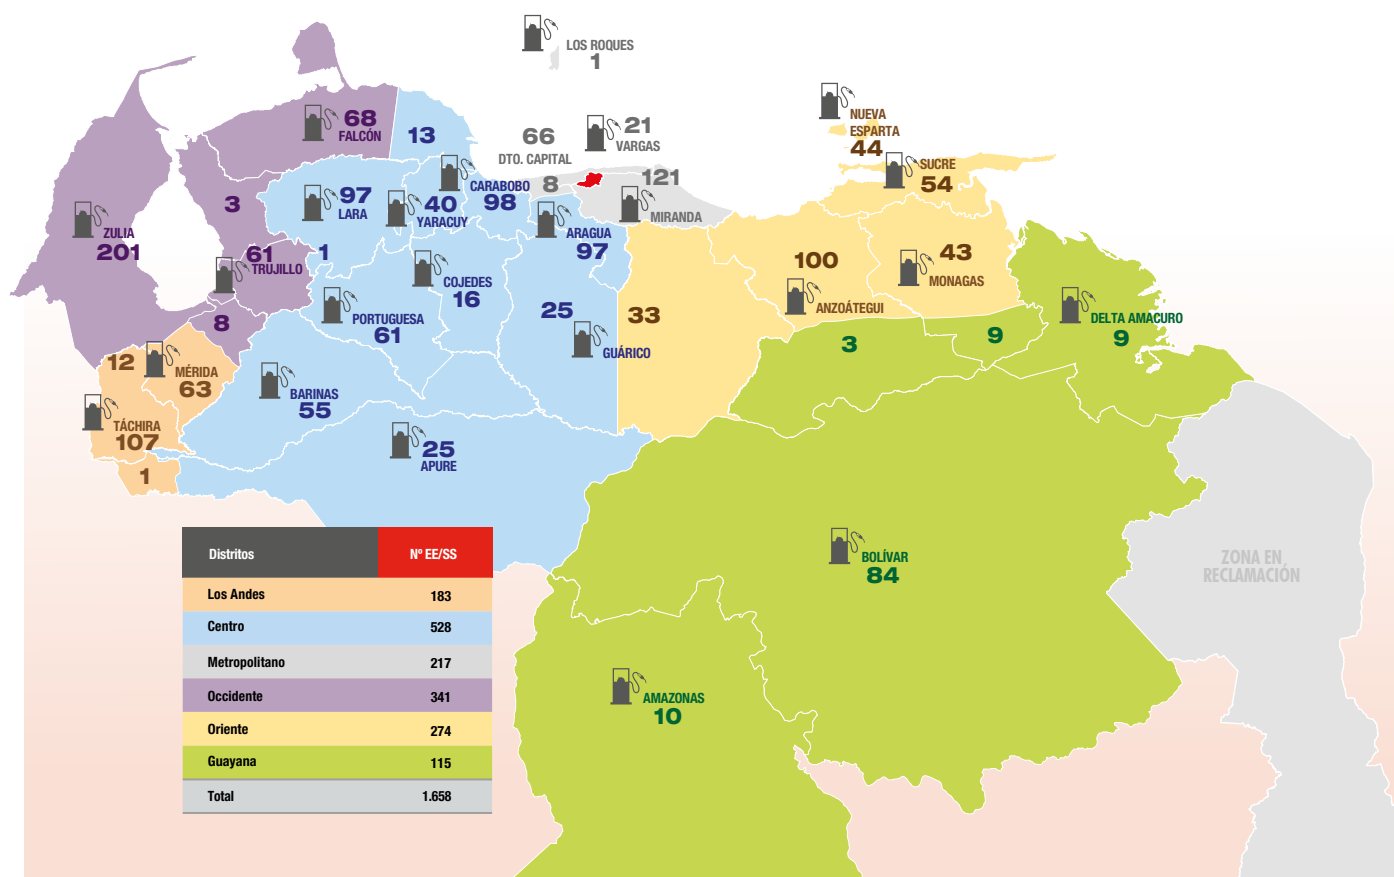 LOS ROQUES
1
68
FALCÓN
13
66
DTO. CAPITAL
21
VARGAS
NUEVA
ESPARTA
44
SUCRE
54
ZULIA
201
3
97
LARA
40
YARACUY
CARABOBO
98
8
121
MIRANDA
ARAGUA
97
61
TRUJILLO
1
COJEDES
16
100
ANZOÁTEGUI
43
MONAGAS
8
PORTUGUESA
61
25
GUÁRICO
33
3
9
DELTA AMACURO
9
12
MÉRIDA
63
BARINAS
55
TÁCHIRA
107
25
APURE
1
BOLÍVAR
84
ZONA EN
RECLAMACIÓN
AMAZONAS
10
Distritos Nº EE/SS
Los Andes 183
Centro 528
Metropolitano 217
Occidente 341
Oriente 274
Guayana 115
Total 1.658